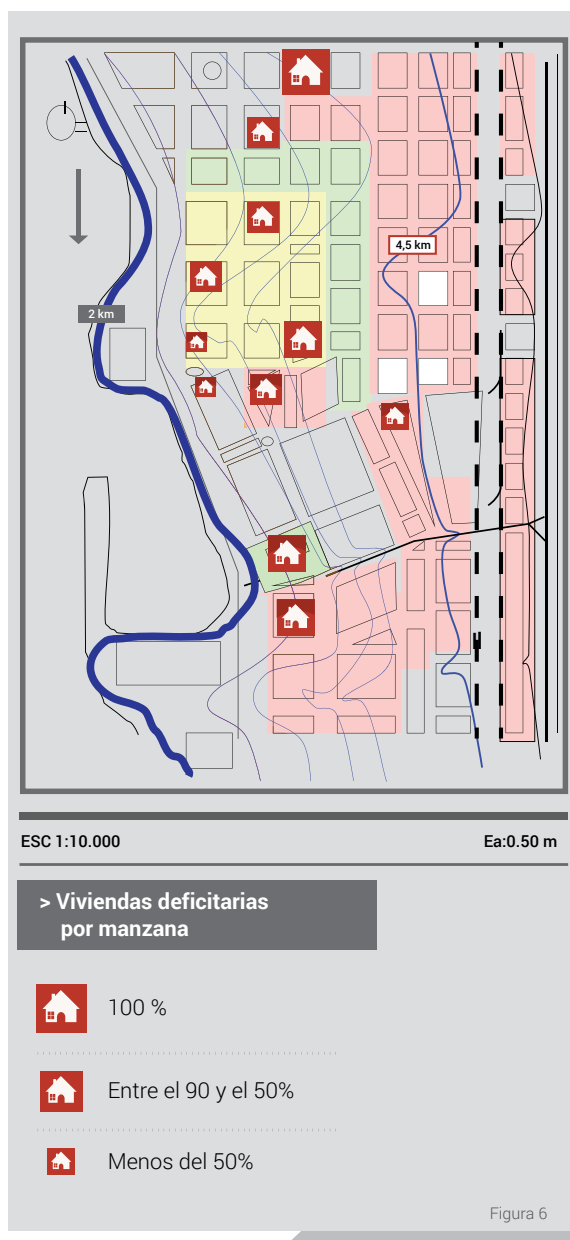 4,5 km
2 km
ESC 1:10.000 Ea:0.50 m
> Viviendas deficitarias
por manzana
100 %
Entre el 90 y el 50%
Menos del 50%
Figura 6